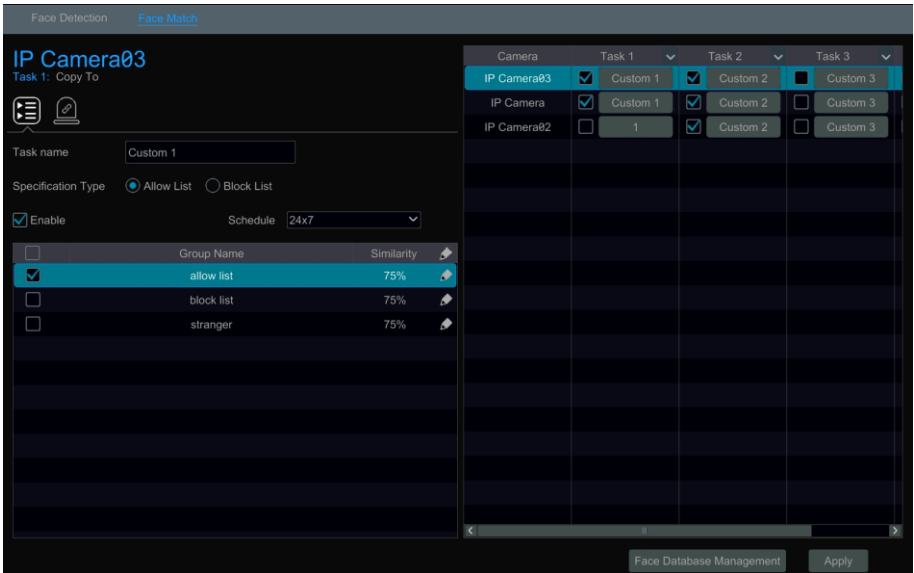 Face Detection Face Match
IP Camera03
Task 1: Copy To
Task name Custom 1
Specification Type Allow List Block List
Enable Schedule 24x7
Group Name Similarity
allow list 75%
block list 75%
stranger 75%
Camera Task 1 Task 2 Task 3
IP Camera03 Custom 1 Custom 2 Custom 3
IP Camera Custom 1 Custom 2 Custom 3
IP Camera02 1 Custom 2 Custom 3
Face Database Management Apply